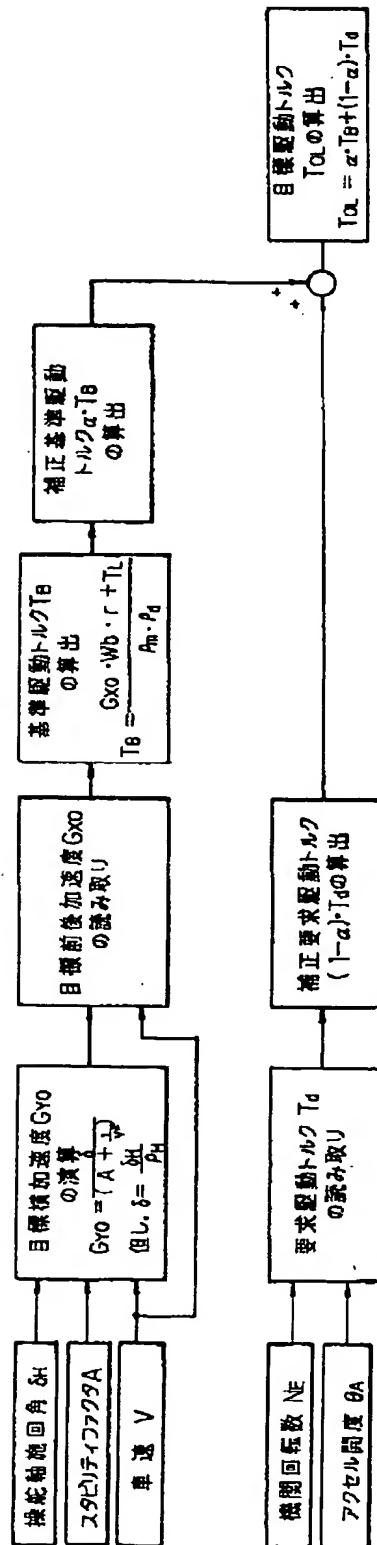 操舵軸旋回角 δH
スタビリティファクタA
車速 V
目標横加速度GYO
の演算
GYO = δ / (A + 1/V²)
但し、δ = δH / ρH
目標前後加速度GXO
の読み取り
基準駆動トルクTB
の算出
TB = (GXO・Wb・r + TL) / (ρm・ρd)
補正基準駆動
トルクα・TB
の算出
機関回転数 NE
アクセル開度 θA
要求駆動トルク Td
の読み取り
補正要求駆動トルク
(1-α)・Tdの算出
+
+
目標駆動トルク
TOLの算出
TOL = α・TB+(1-α)・Td